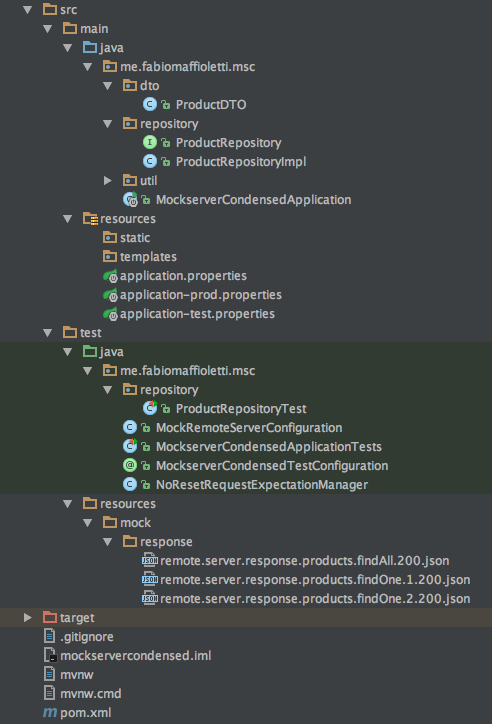 src
main
java
me.fabiomaffioletti.msc
dto
ProductDTO
repository
ProductRepository
ProductRepositoryImpl
util
MockserverCondensedApplication
resources
static
templates
application.properties
application-prod.properties
application-test.properties
test
java
me.fabiomaffioletti.msc
repository
ProductRepositoryTest
MockRemoteServerConfiguration
MockserverCondensedApplicationTests
MockserverCondensedTestConfiguration
NoResetRequestExpectationManager
resources
mock
response
remote.server.response.products.findAll.200.json
remote.server.response.products.findOne.1.200.json
remote.server.response.products.findOne.2.200.json
target
.gitignore
mockservercondensed.iml
mvnw
mvnw.cmd
pom.xml